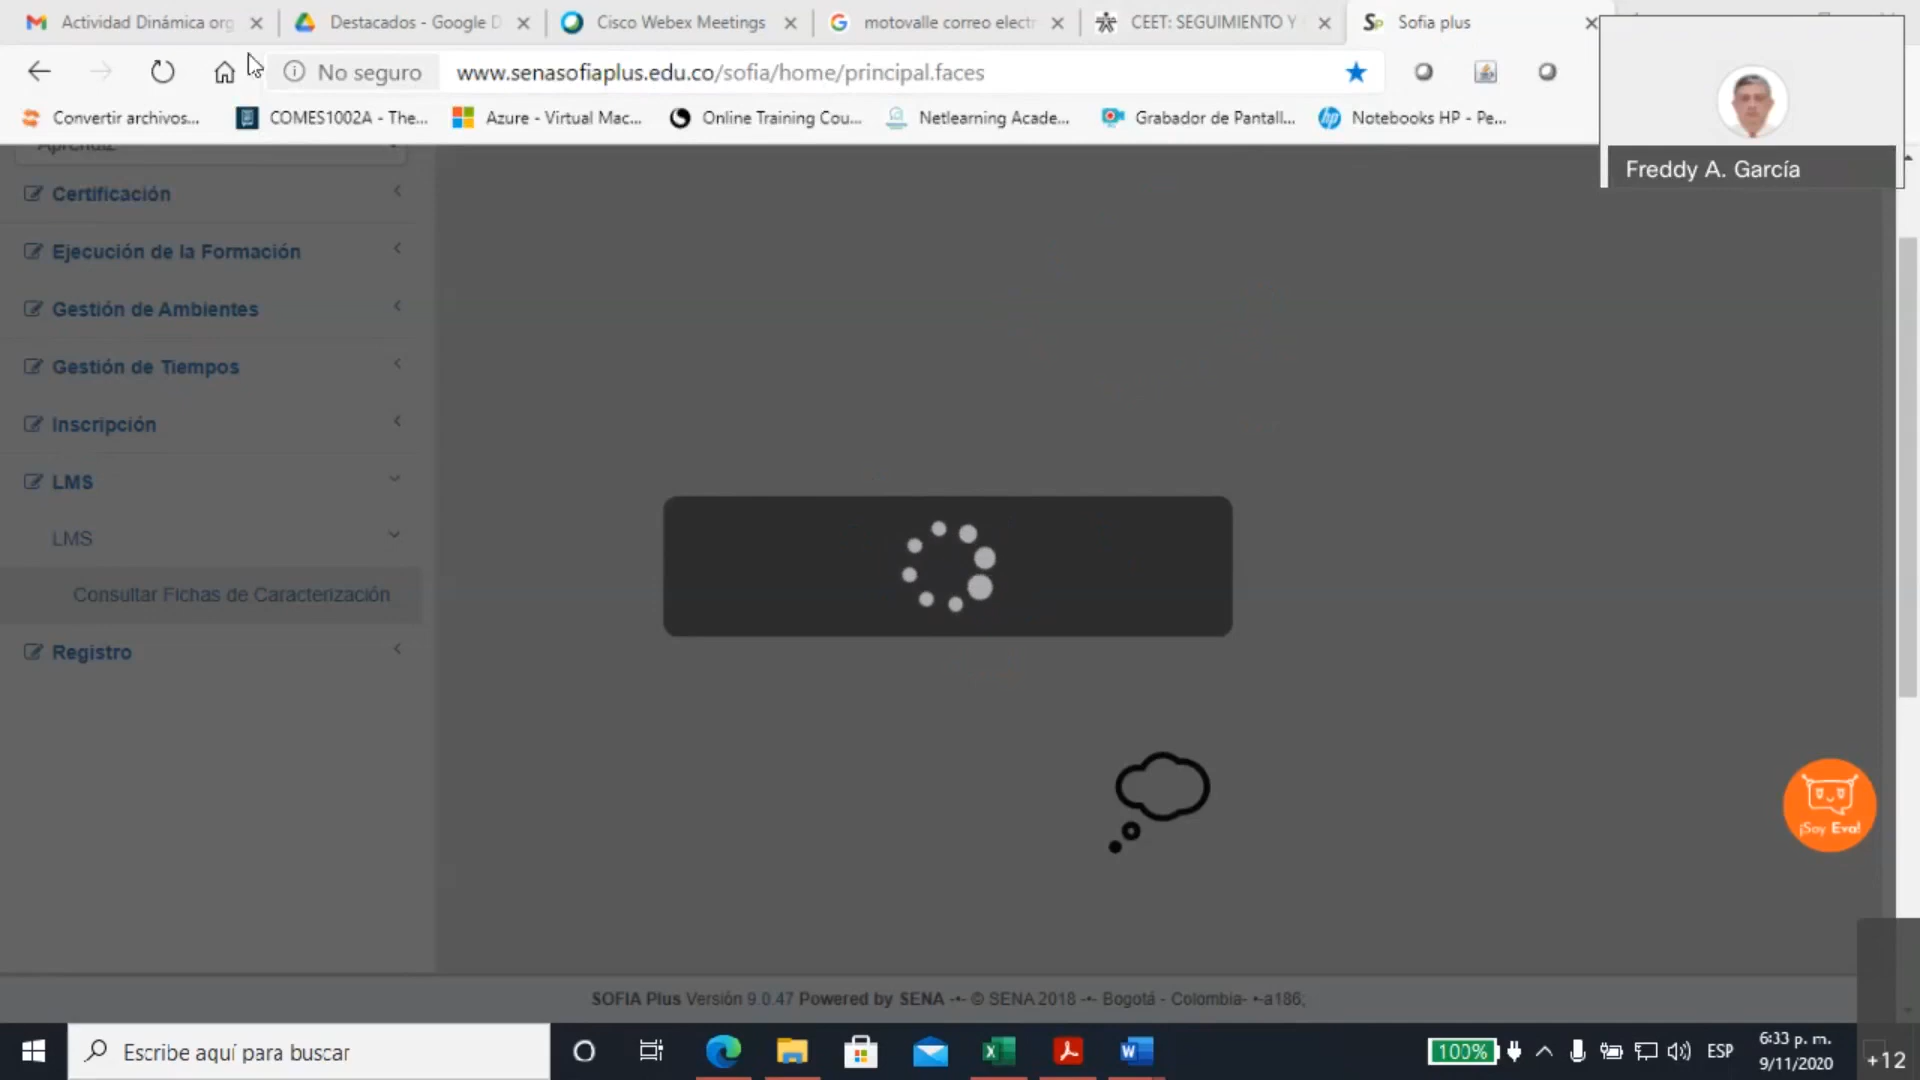 Actividad Dinámica org
Destacados - Google D
Cisco Webex Meetings
motovalle correo electr
CEET: SEGUIMIENTO Y
Sofia plus
No seguro
www.senasofiaplus.edu.co/sofia/home/principal.faces
Convertir archivos...
COMES1002A - The...
Azure - Virtual Mac...
Online Training Cou...
Netlearning Acade...
Grabador de Pantall...
Notebooks HP - Pe...
Freddy A. García
Aprendiz
Certificación
Ejecución de la Formación
Gestión de Ambientes
Gestión de Tiempos
Inscripción
LMS
LMS
Consultar Fichas de Caracterización
Registro
¡Soy Eva!
SOFIA Plus Versión 9.0.47 Powered by SENA -•- © SENA 2018 -•- Bogotá - Colombia- •-a186;
Escribe aquí para buscar
100%
ESP
6:33 p. m.
9/11/2020
+12